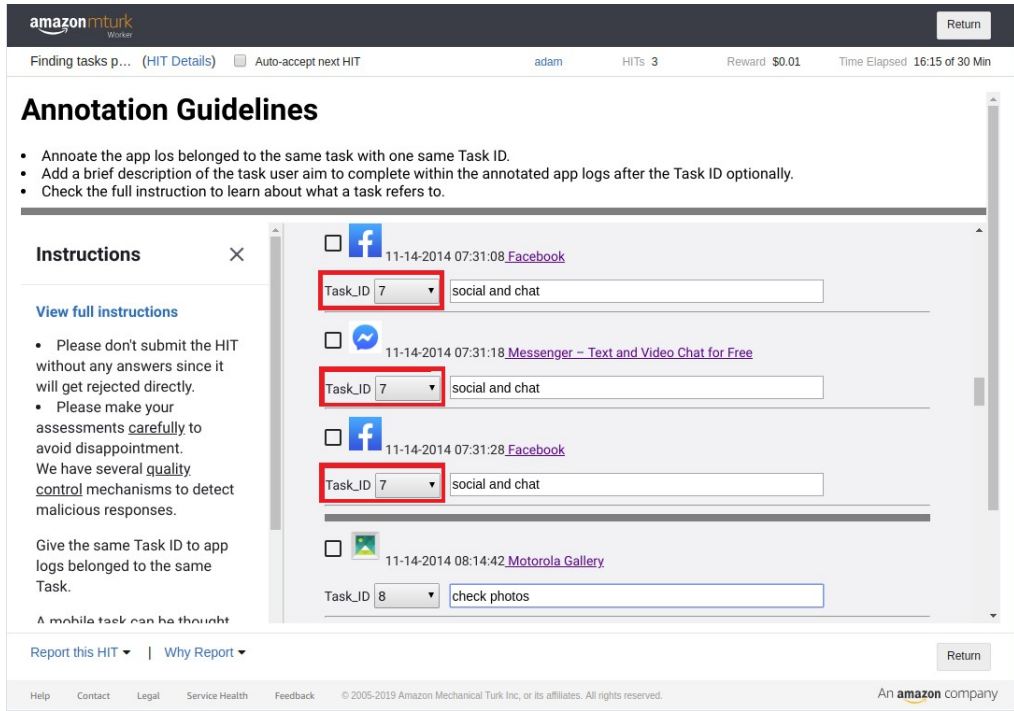 amazon mturk
Worker
Return
Finding tasks p... (HIT Details) Auto-accept next HIT adam HITs 3 Reward $0.01 Time Elapsed 16:15 of 30 Min
Annotation Guidelines
• Annoate the app los belonged to the same task with one same Task ID.
• Add a brief description of the task user aim to complete within the annotated app logs after the Task ID optionally.
• Check the full instruction to learn about what a task refers to.
Instructions
View full instructions
• Please don't submit the HIT
without any answers since it
will get rejected directly.
• Please make your
assessments carefully to
avoid disappointment.
We have several quality
control mechanisms to detect
malicious responses.
Give the same Task ID to app
logs belonged to the same
Task.
A mobile task can be thought
11-14-2014 07:31:08 Facebook
Task_ID 7 social and chat
11-14-2014 07:31:18 Messenger – Text and Video Chat for Free
Task_ID 7 social and chat
11-14-2014 07:31:28 Facebook
Task_ID 7 social and chat
11-14-2014 08:14:42 Motorola Gallery
Task_ID 8 check photos
Report this HIT | Why Report
Return
Help Contact Legal Service Health Feedback © 2005-2019 Amazon Mechanical Turk Inc, or its affiliates. All rights reserved. An amazon company